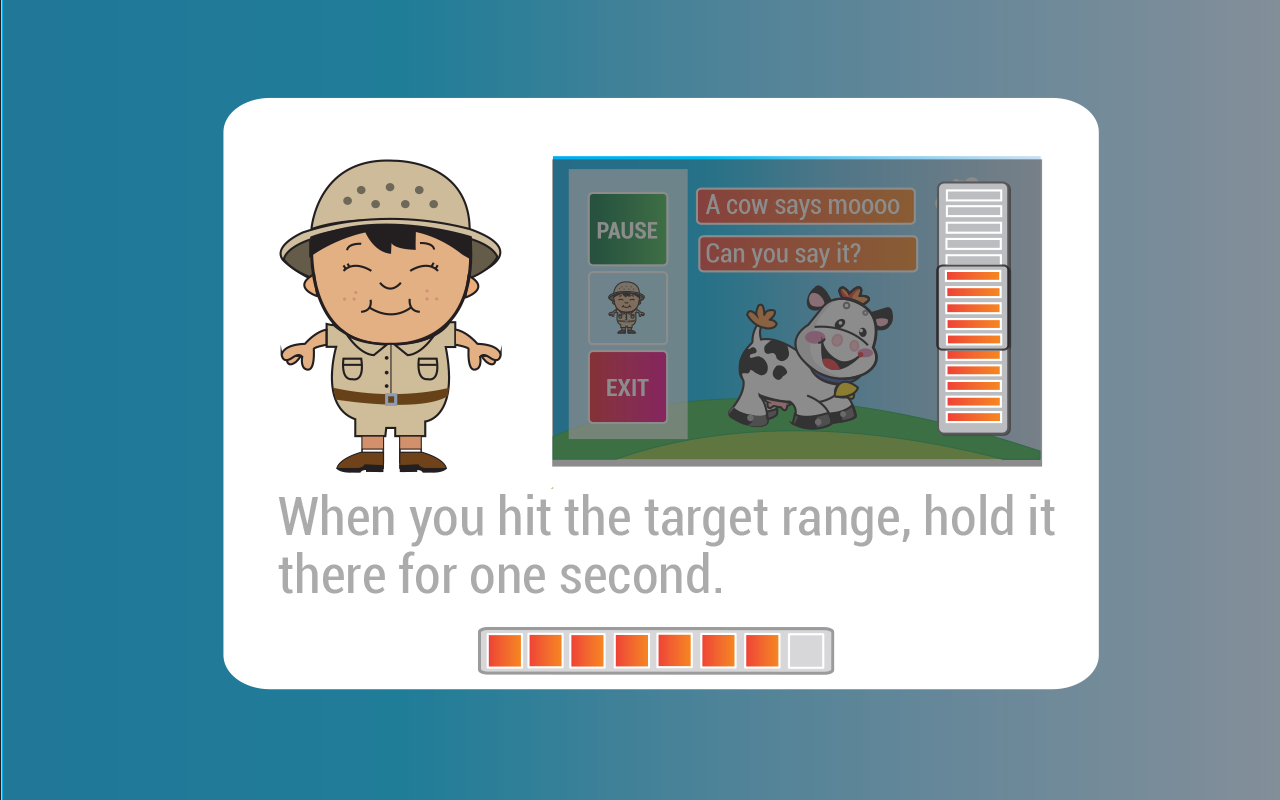 PAUSE
A cow says moooo
Can you say it?
EXIT
When you hit the target range, hold it
there for one second.